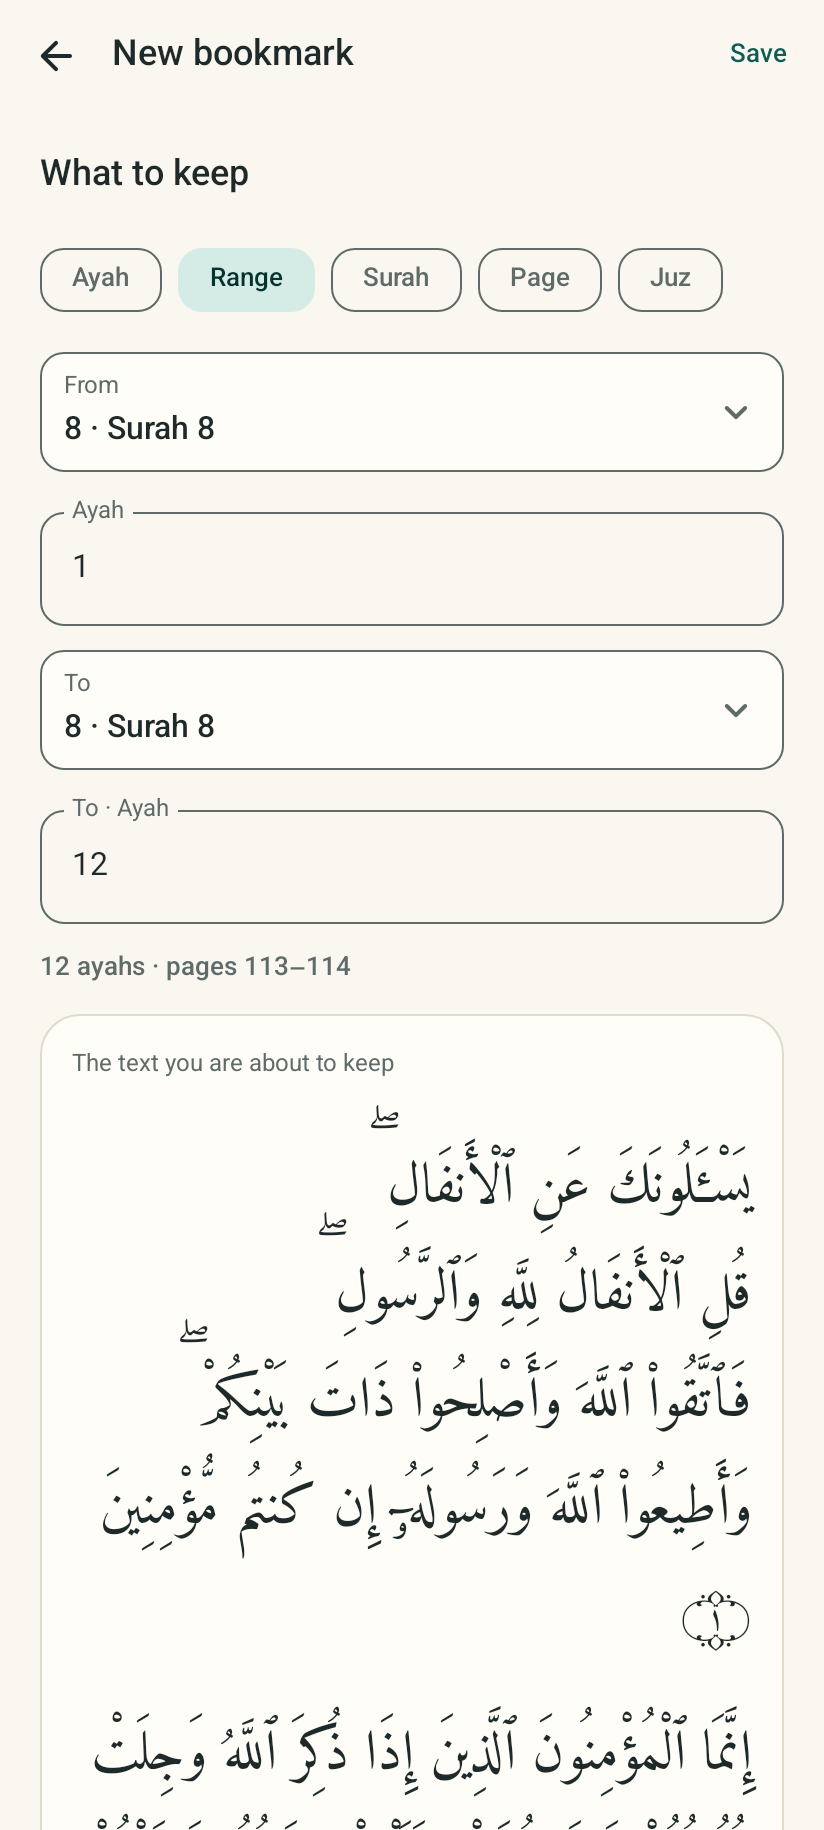 New bookmark
Save
What to keep
Ayah
Range
Surah
Page
Juz
From
8 · Surah 8
Ayah
1
To
8 · Surah 8
To · Ayah
12
12 ayahs · pages 113–114
The text you are about to keep
يَسْـَٔلُونَكَ عَنِ ٱلْأَنفَالِ ۖ
قُلِ ٱلْأَنفَالُ لِلَّهِ وَٱلرَّسُولِ ۖ
فَٱتَّقُوا۟ ٱللَّهَ وَأَصْلِحُوا۟ ذَاتَ بَيْنِكُمْ ۖ
وَأَطِيعُوا۟ ٱللَّهَ وَرَسُولَهُۥٓ إِن كُنتُم مُّؤْمِنِينَ
١
إِنَّمَا ٱلْمُؤْمِنُونَ ٱلَّذِينَ إِذَا ذُكِرَ ٱللَّهُ وَجِلَتْ